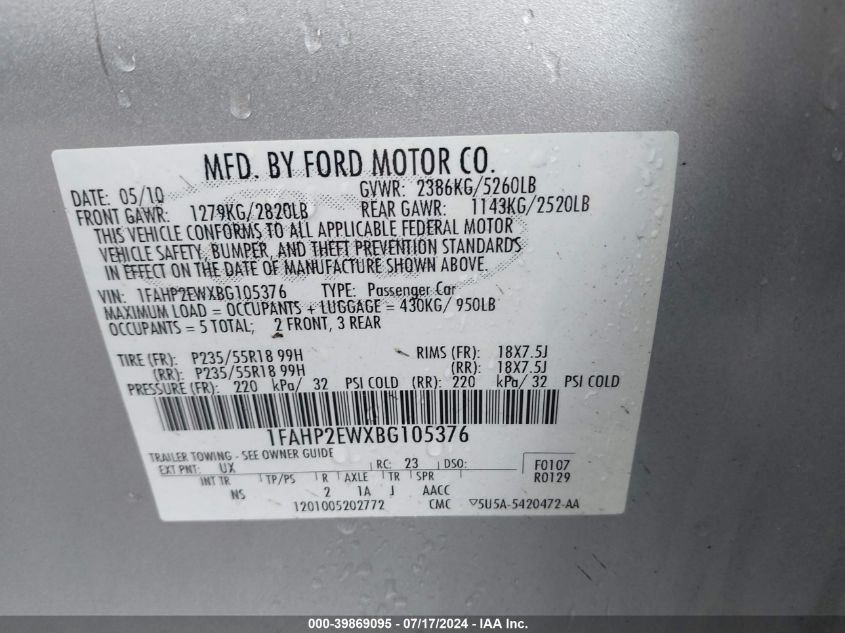 MFD. BY FORD MOTOR CO.
DATE: 05/10 GVWR: 2386KG/5260LB
FRONT GAWR: 1279KG/2820LB REAR GAWR: 1143KG/2520LB
THIS VEHICLE CONFORMS TO ALL APPLICABLE FEDERAL MOTOR
VEHICLE SAFETY, BUMPER, AND THEFT PREVENTION STANDARDS
IN EFFECT ON THE DATE OF MANUFACTURE SHOWN ABOVE.
VIN: 1FAHP2EWXBG105376 TYPE: Passenger Car
MAXIMUM LOAD = OCCUPANTS + LUGGAGE = 430KG/ 950LB
OCCUPANTS = 5 TOTAL; 2 FRONT, 3 REAR
TIRE (FR): P235/55R18 99H RIMS (FR): 18X7.5J
(RR): P235/55R18 99H (RR): 18X7.5J
PRESSURE (FR): 220 kPa/ 32 PSI COLD (RR): 220 kPa/ 32 PSI COLD
1FAHP2EWXBG105376
TRAILER TOWING - SEE OWNER GUIDE
EXT PNT: UX RC: 23 DSO: F0107
R0129
INT TR TP/PS R AXLE TR SPR
NS 2 1A J AACC
1201005202772 CMC ▽5U5A-5420472-AA
000-39869095 - 07/17/2024 - IAA Inc.